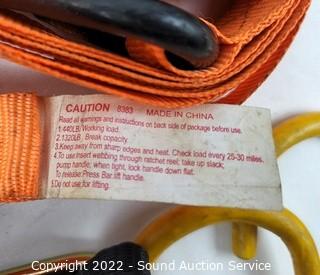 CAUTION 8383 MADE IN CHINA
Read all warnings and instructions on back side of package before use.
1.440LB/Working load.
2.1320LB, Break capacity.
3.Keep away from sharp edges and heat. Check load every 25-30 miles.
4.To use Insert webbing through ratchet reel; take up slack;
pump handle; when tight, lock handle down flat.
To release:Press Bar lift handle.
5.Do not use for lifting.
Copyright 2022 - Sound Auction Service